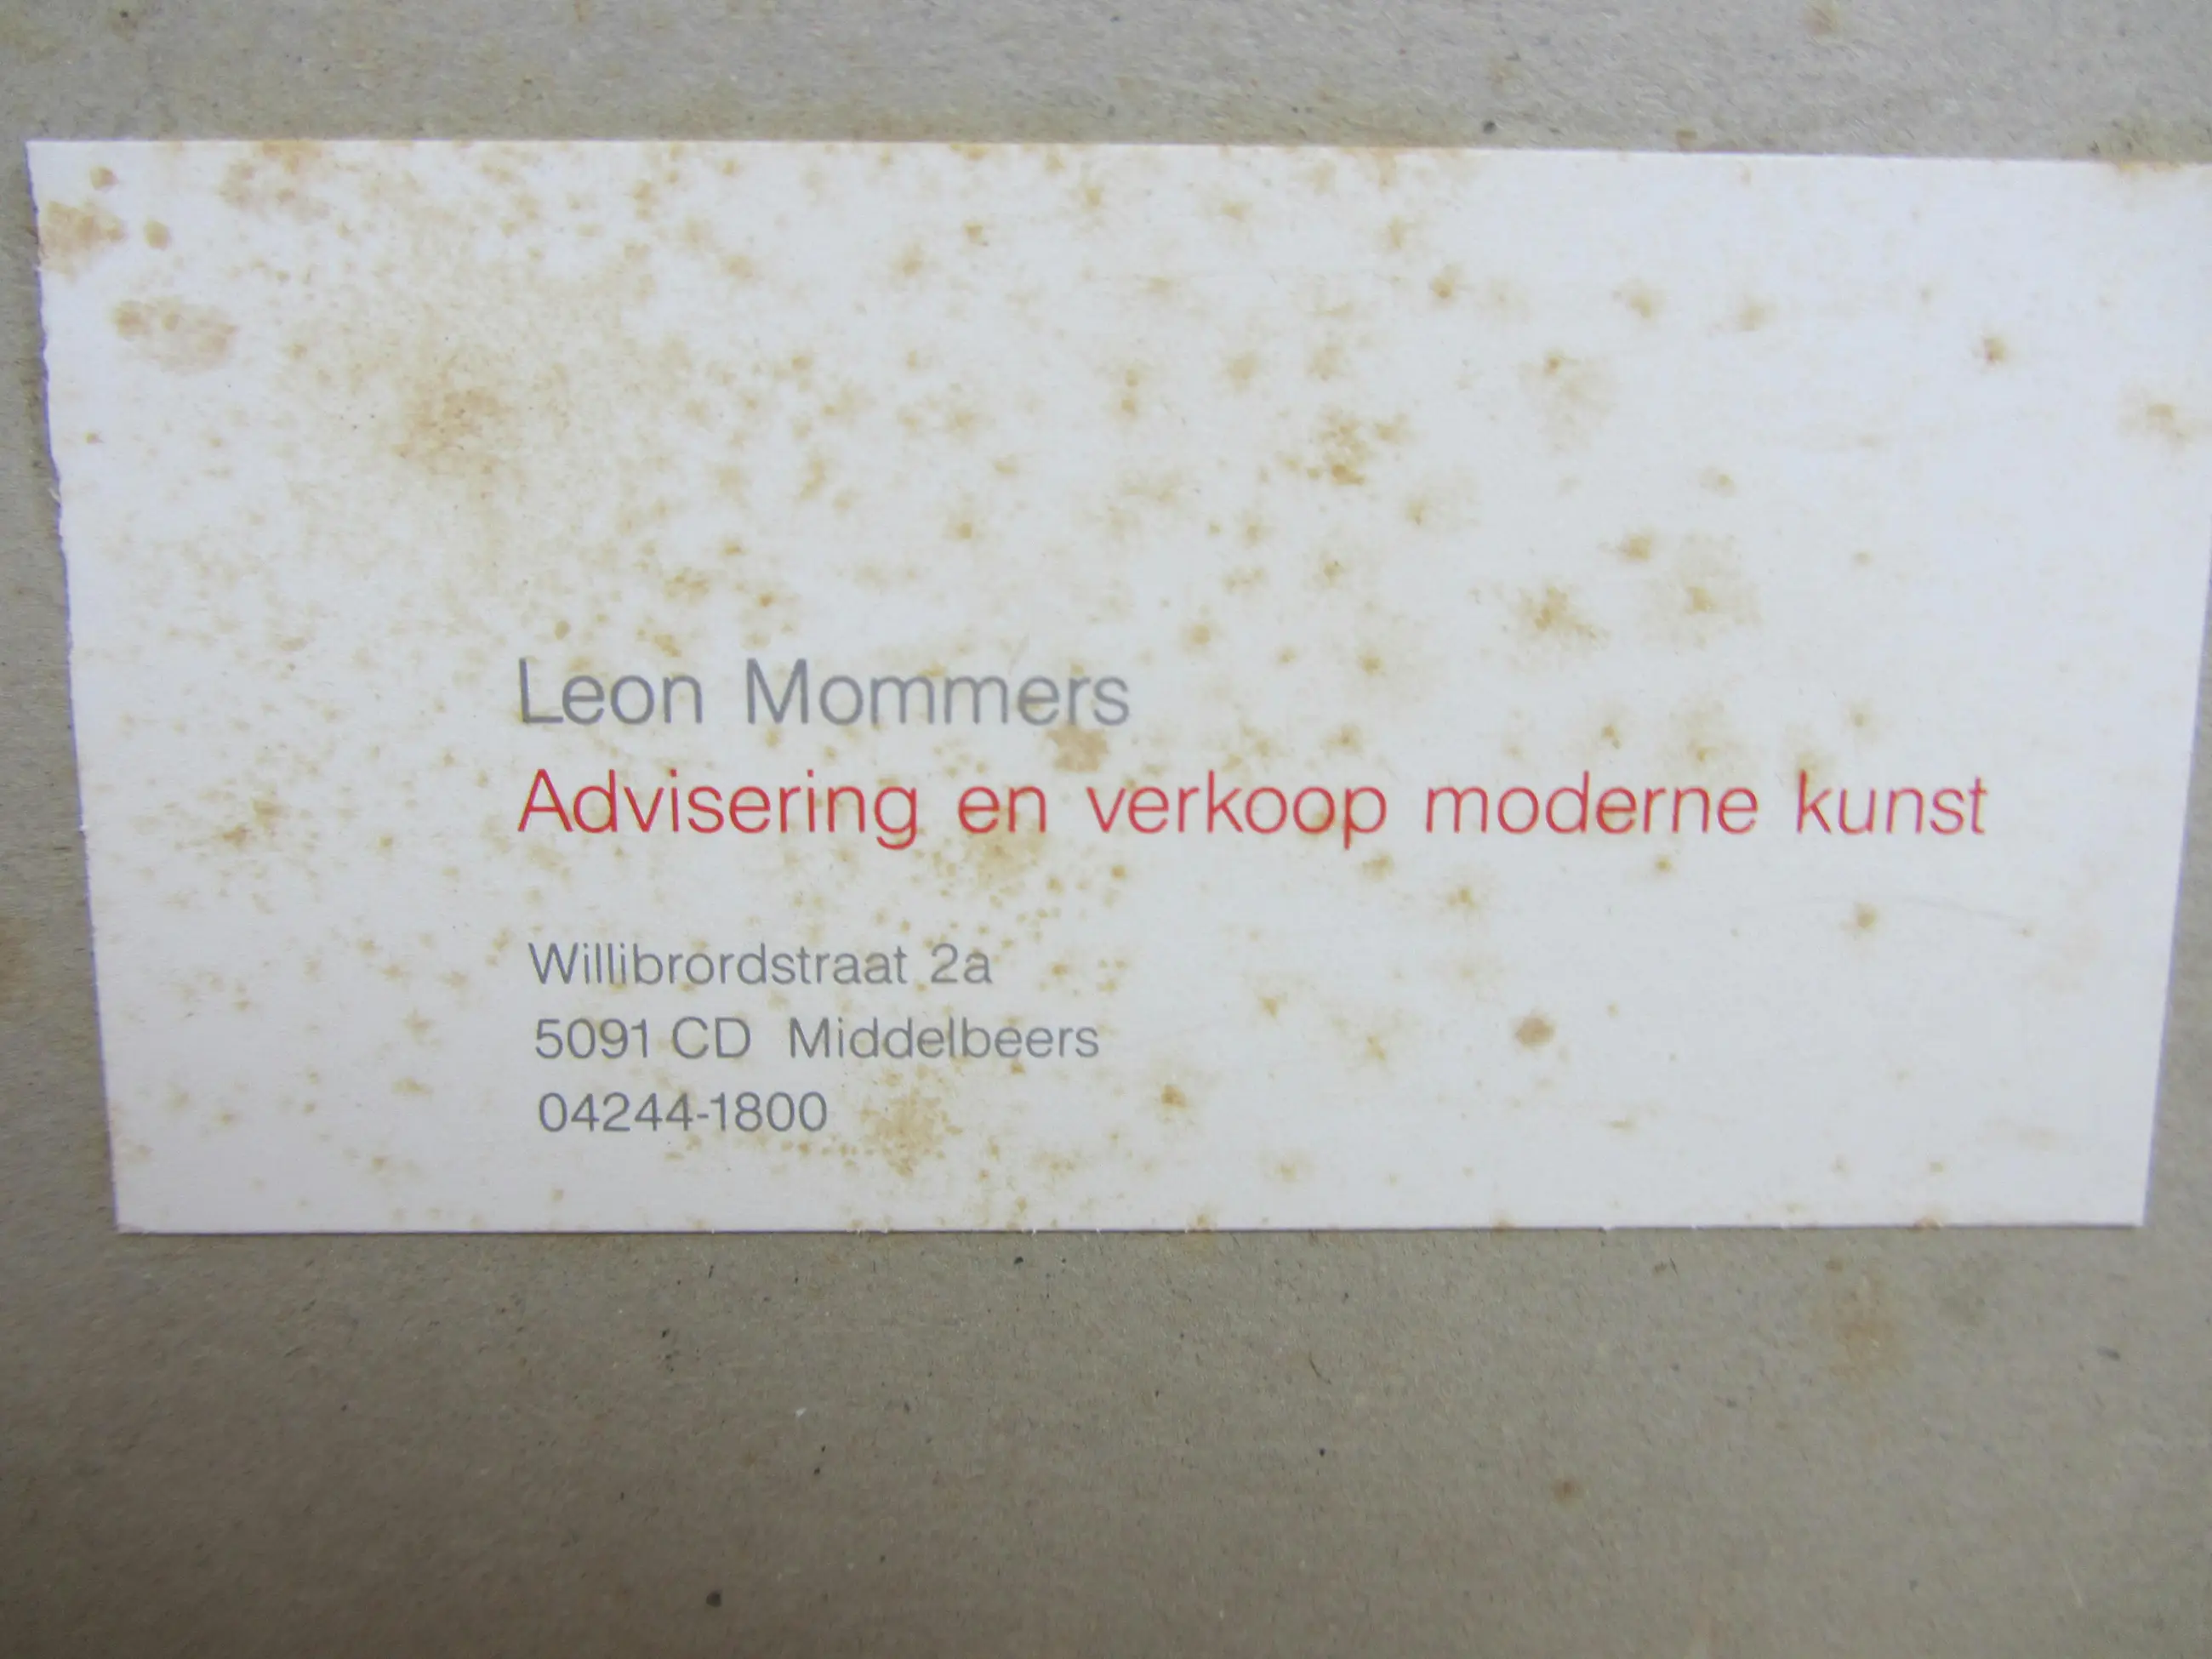 Leon Mommers
Advisering en verkoop moderne kunst
Willibrordstraat 2a
5091 CD Middelbeers
04244-1800